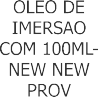 OLEO DE
IMERSAO
COM 100ML-
NEW NEW
PROV